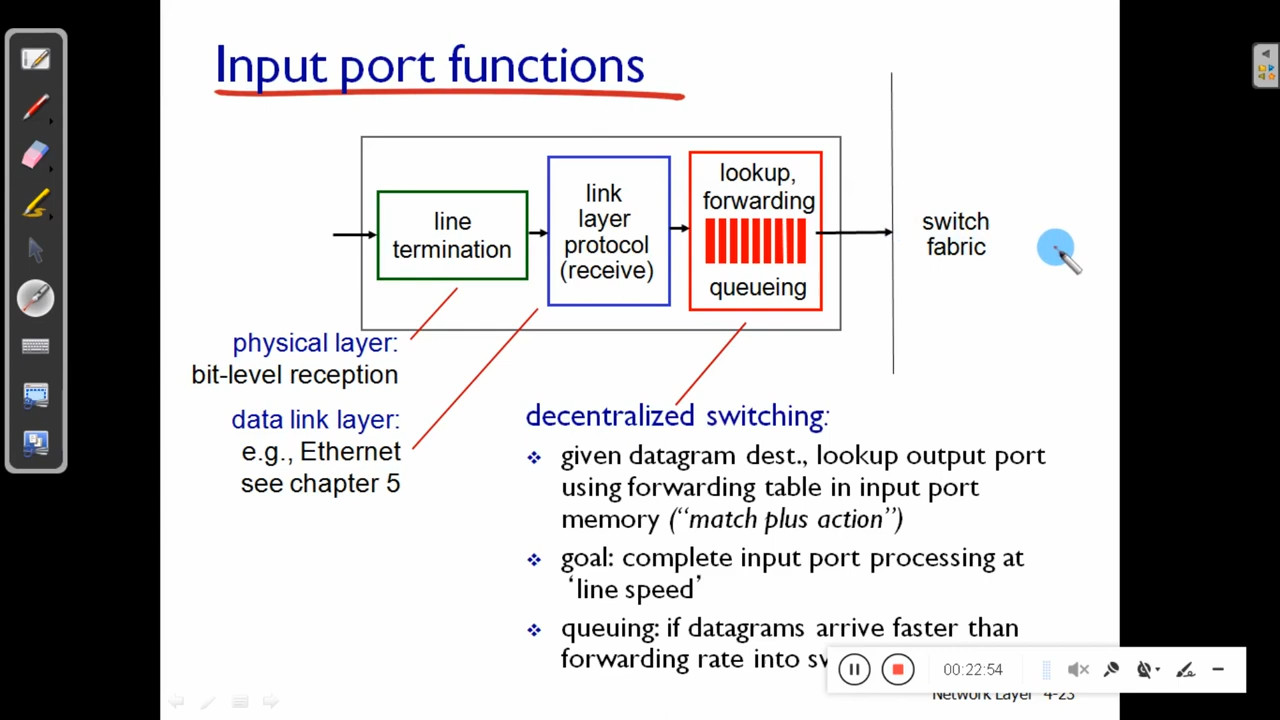 Input port functions
line
termination
link
layer
protocol
(receive)
lookup,
forwarding
queueing
switch
fabric
physical layer:
bit-level reception
data link layer:
e.g., Ethernet
see chapter 5
decentralized switching:
given datagram dest., lookup output port
using forwarding table in input port
memory (“match plus action”)
goal: complete input port processing at
‘line speed’
queuing: if datagrams arrive faster than
forwarding rate into
00:22:54
Network Layer 4-23